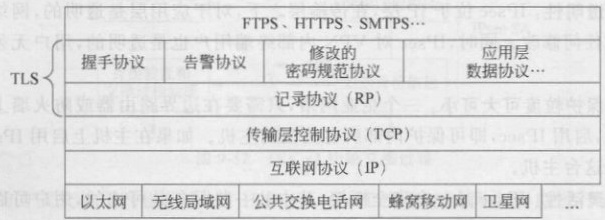 FTPS、HTTPS、SMTPS…
TLS
握手协议
告警协议
修改的
密码规范协议
应用层
数据协议…
记录协议（RP）
传输层控制协议（TCP）
互联网协议（IP）
以太网
无线局域网
公共交换电话网
蜂窝移动网
卫星网
…